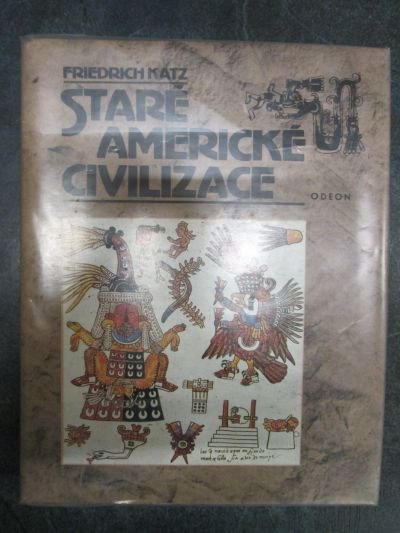 FRIEDRICH KATZ
STARÉ
AMERICKÉ
CIVILIZACE
ODEON